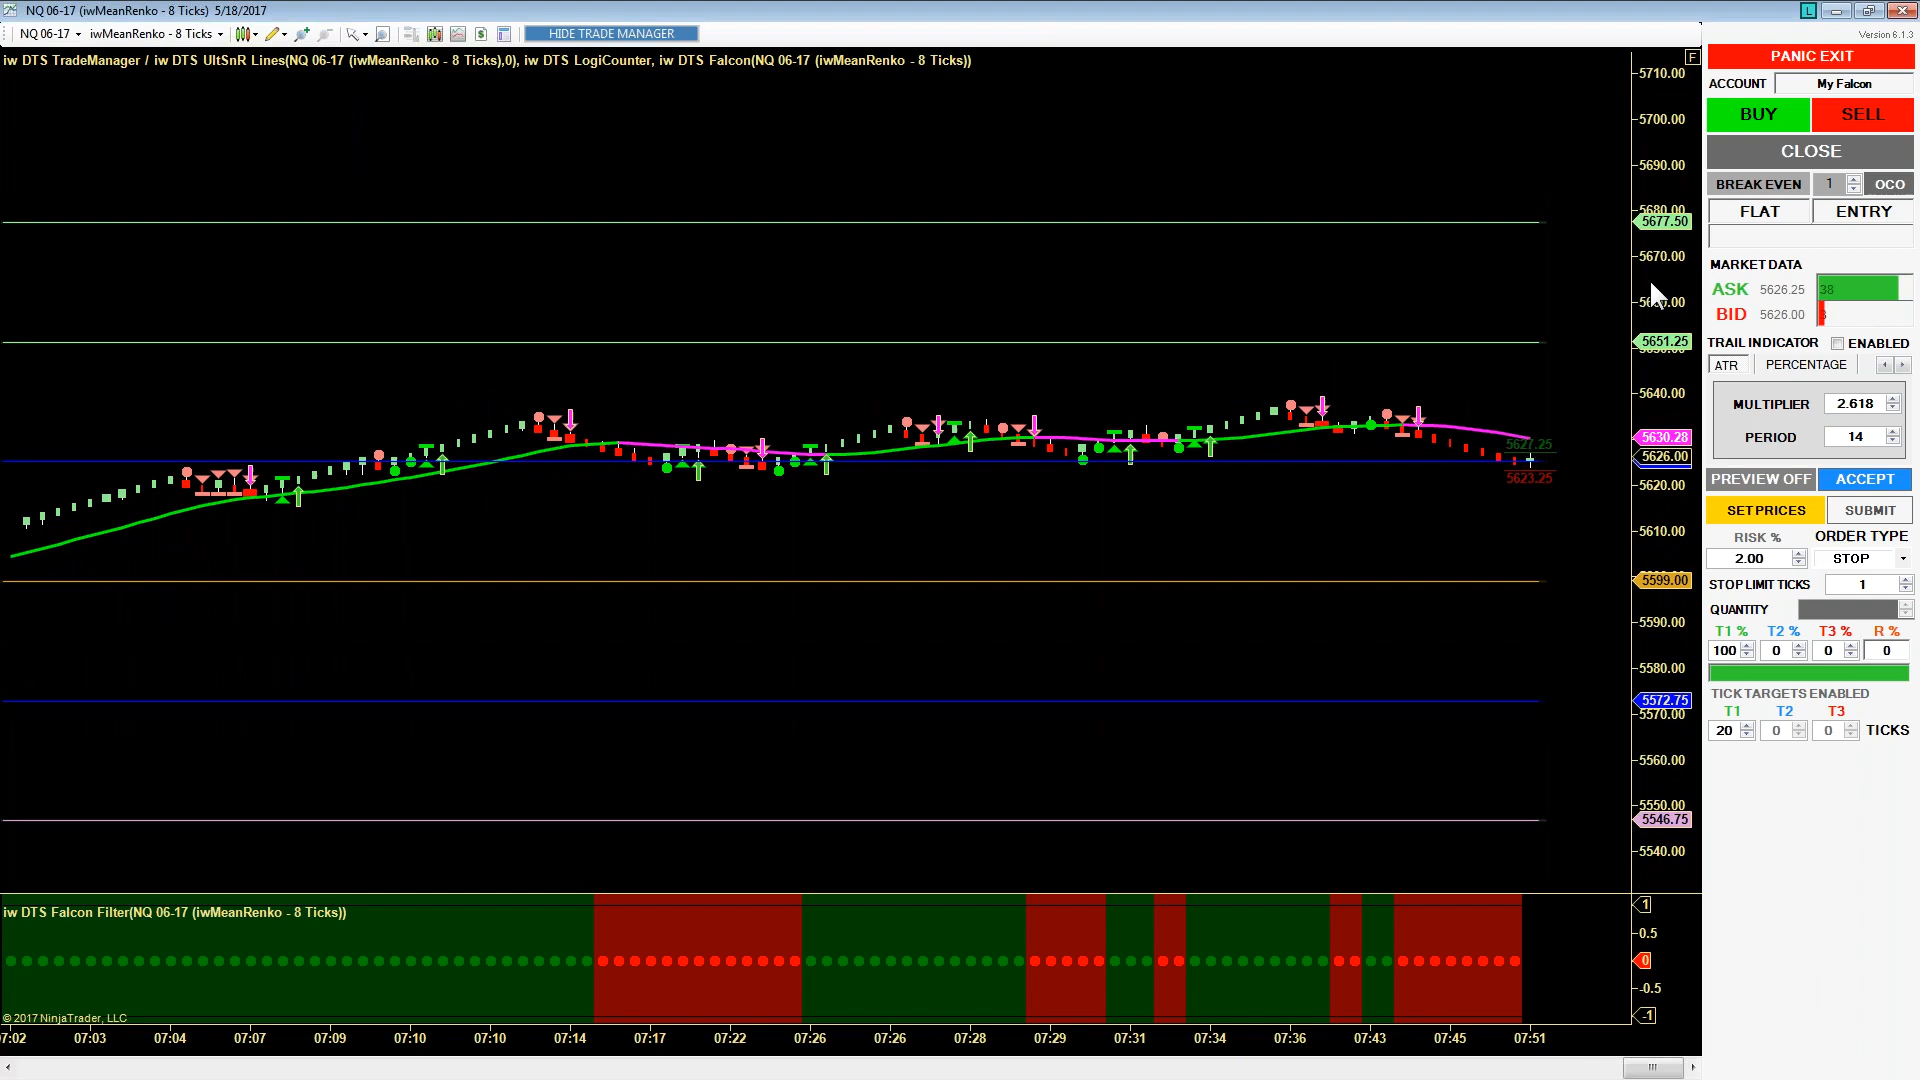 NQ 06-17 (iwMeanRenko - 8 Ticks)  5/18/2017
L
NQ 06-17 iwMeanRenko - 8 Ticks HIDE TRADE MANAGER
Version 6.1.3
iw DTS TradeManager / iw DTS UltSnR Lines(NQ 06-17 (iwMeanRenko - 8 Ticks),0), iw DTS LogiCounter, iw DTS Falcon(NQ 06-17 (iwMeanRenko - 8 Ticks))
F
5710.00
5700.00
5690.00
5680.00
5677.50
5670.00
5651.25
5640.00
5630.28
5627.25
5626.00
5623.25
5620.00
5610.00
5599.00
5590.00
5580.00
5572.75
5570.00
5560.00
5550.00
5546.75
5540.00
PANIC EXIT
ACCOUNT My Falcon
BUY SELL
CLOSE
BREAK EVEN 1 OCO
FLAT ENTRY
MARKET DATA
ASK 5626.25 38
BID 5626.00
TRAIL INDICATOR ENABLED
ATR PERCENTAGE
MULTIPLIER 2.618
PERIOD 14
PREVIEW OFF ACCEPT
SET PRICES SUBMIT
RISK % ORDER TYPE
2.00 STOP
STOP LIMIT TICKS 1
QUANTITY
T1 % T2 % T3 % R %
100 0 0 0
TICK TARGETS ENABLED
T1 T2 T3
20 0 0 TICKS
iw DTS Falcon Filter(NQ 06-17 (iwMeanRenko - 8 Ticks))
1
0.5
0
-0.5
-1
© 2017 NinjaTrader, LLC
7:02 07:03 07:04 07:07 07:09 07:10 07:10 07:14 07:17 07:22 07:26 07:26 07:28 07:29 07:31 07:34 07:36 07:43 07:45 07:51